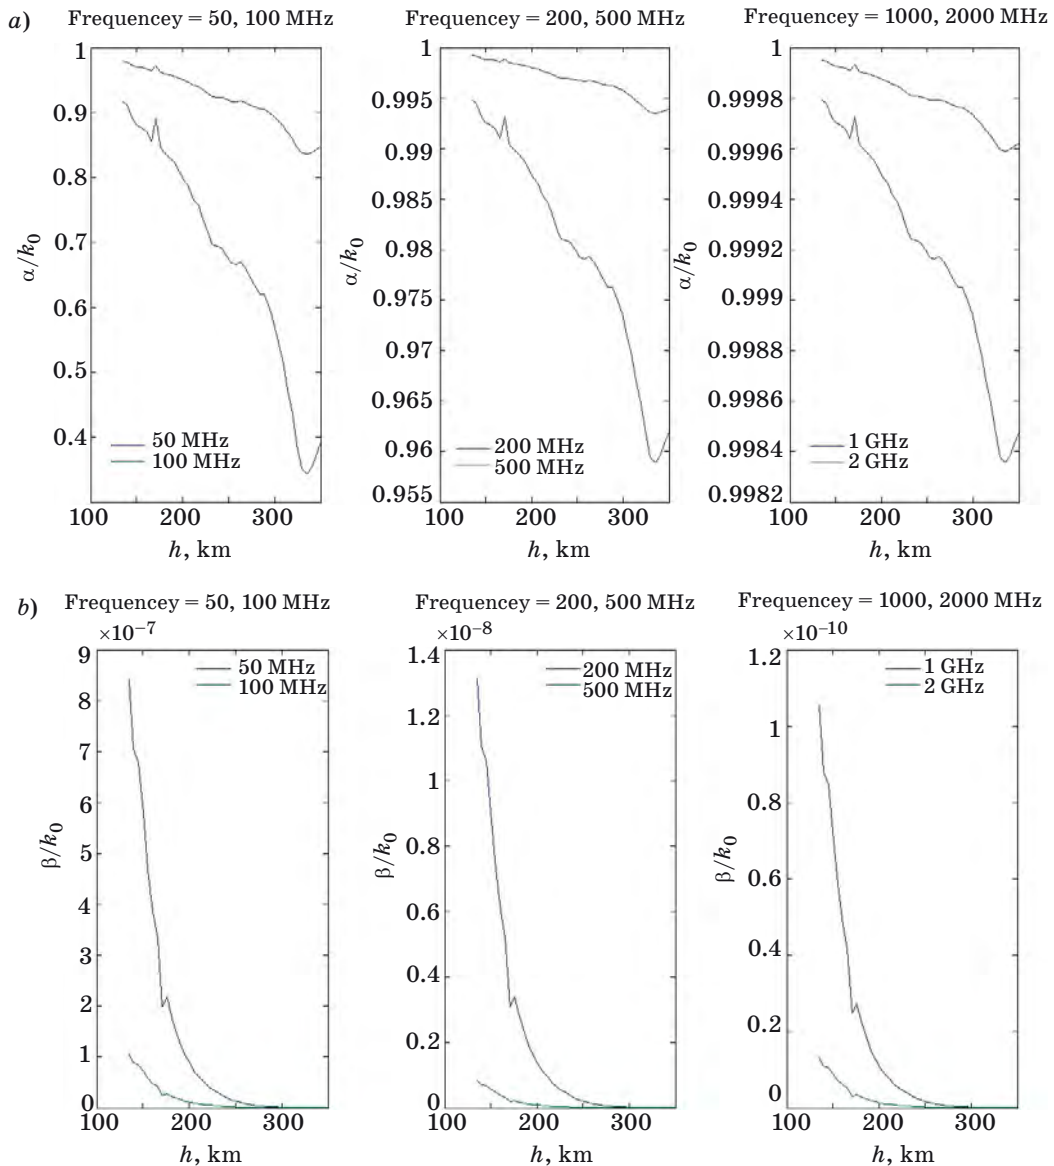 a)
Frequencey = 50, 100 MHz
1
0.9
0.8
0.7
0.6
0.5
0.4
α/k0
50 MHz
100 MHz
100 200 300
h, km
Frequencey = 200, 500 MHz
1
0.995
0.99
0.985
0.98
0.975
0.97
0.965
0.96
0.955
α/k0
200 MHz
500 MHz
100 200 300
h, km
Frequencey = 1000, 2000 MHz
1
0.9998
0.9996
0.9994
0.9992
0.999
0.9988
0.9986
0.9984
0.9982
α/k0
1 GHz
2 GHz
100 200 300
h, km
b)
Frequencey = 50, 100 MHz
×10–7
9
8
7
6
5
4
3
2
1
0
β/k0
50 MHz
100 MHz
100 200 300
h, km
Frequencey = 200, 500 MHz
×10–8
1.4
1.2
1
0.8
0.6
0.4
0.2
0
β/k0
200 MHz
500 MHz
100 200 300
h, km
Frequencey = 1000, 2000 MHz
×10–10
1.2
1
0.8
0.6
0.4
0.2
0
β/k0
1 GHz
2 GHz
100 200 300
h, km